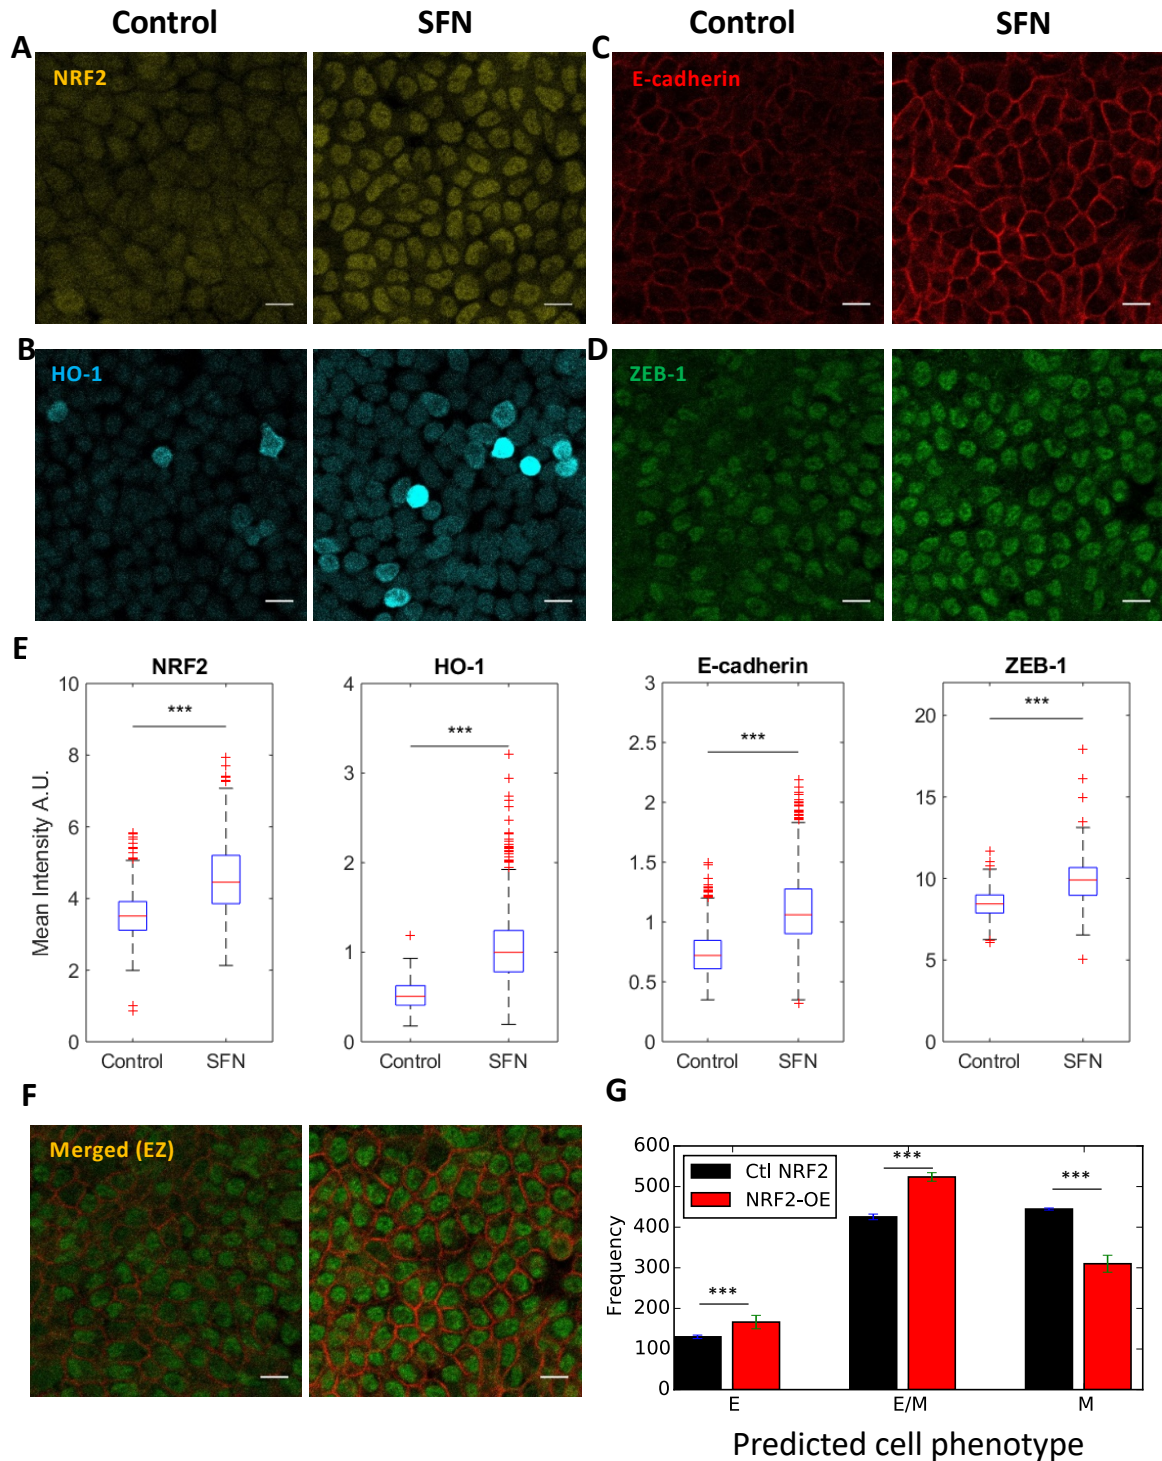 Control SFN Control SFN
A C
NRF2 E-cadherin
B D
HO-1 ZEB-1
E
NRF2 HO-1 E-cadherin ZEB-1
Mean Intensity A.U.
10
8
6
4
2
0
***
Control SFN
4
3
2
1
0
***
Control SFN
3
2.5
2
1.5
1
0.5
0
***
Control SFN
20
15
10
5
0
***
Control SFN
F
Merged (EZ)
G
Frequency
600
500
400
300
200
100
0
Ctl NRF2
NRF2-OE
***
***
***
E E/M M
Predicted cell phenotype